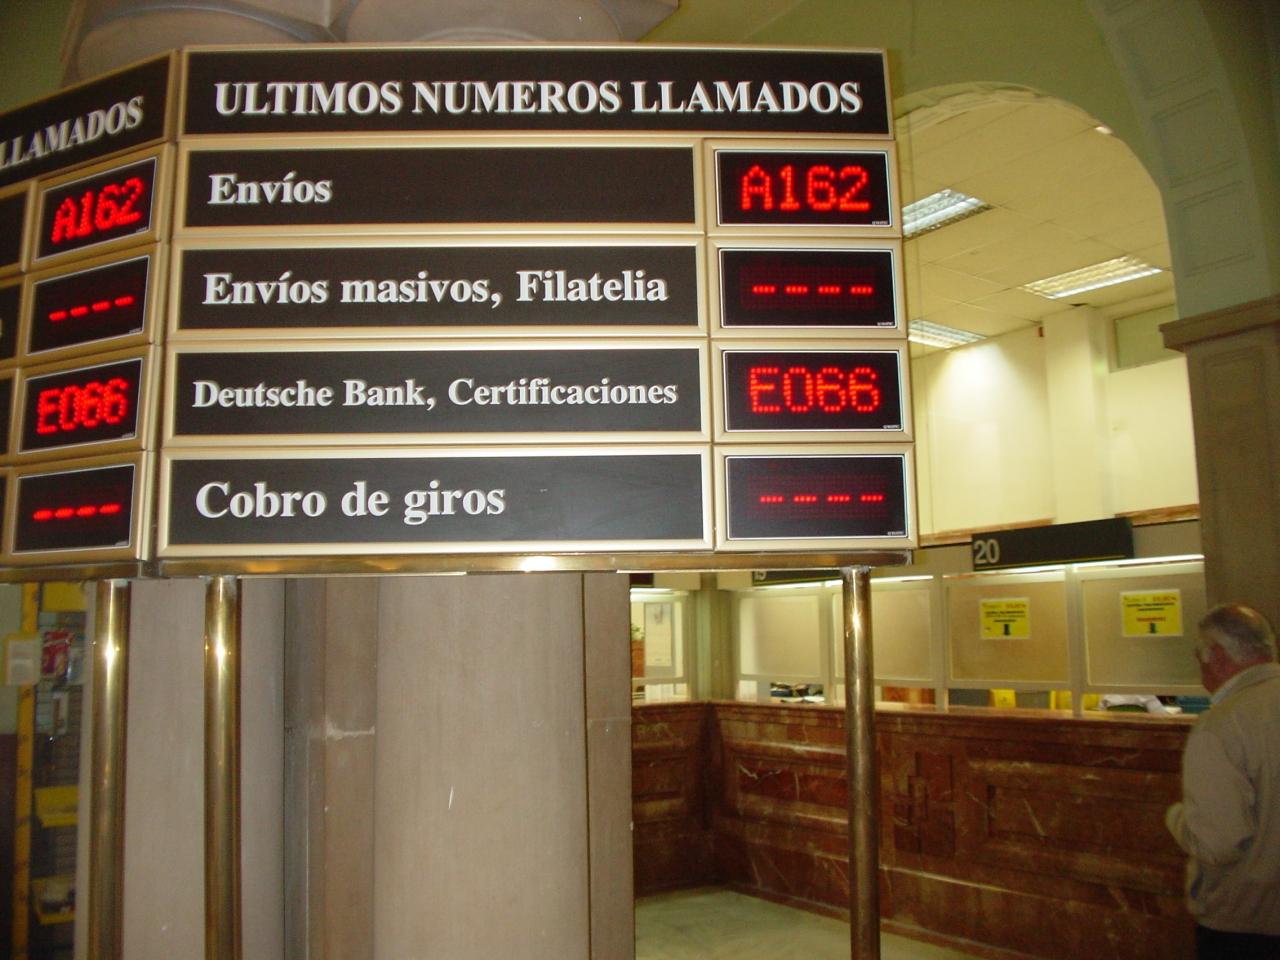 LLAMADOS
A162
----
E066
----
ULTIMOS NUMEROS LLAMADOS
Envíos A162
Envíos masivos, Filatelia ----
Deutsche Bank, Certificaciones E066
Cobro de giros ----
20